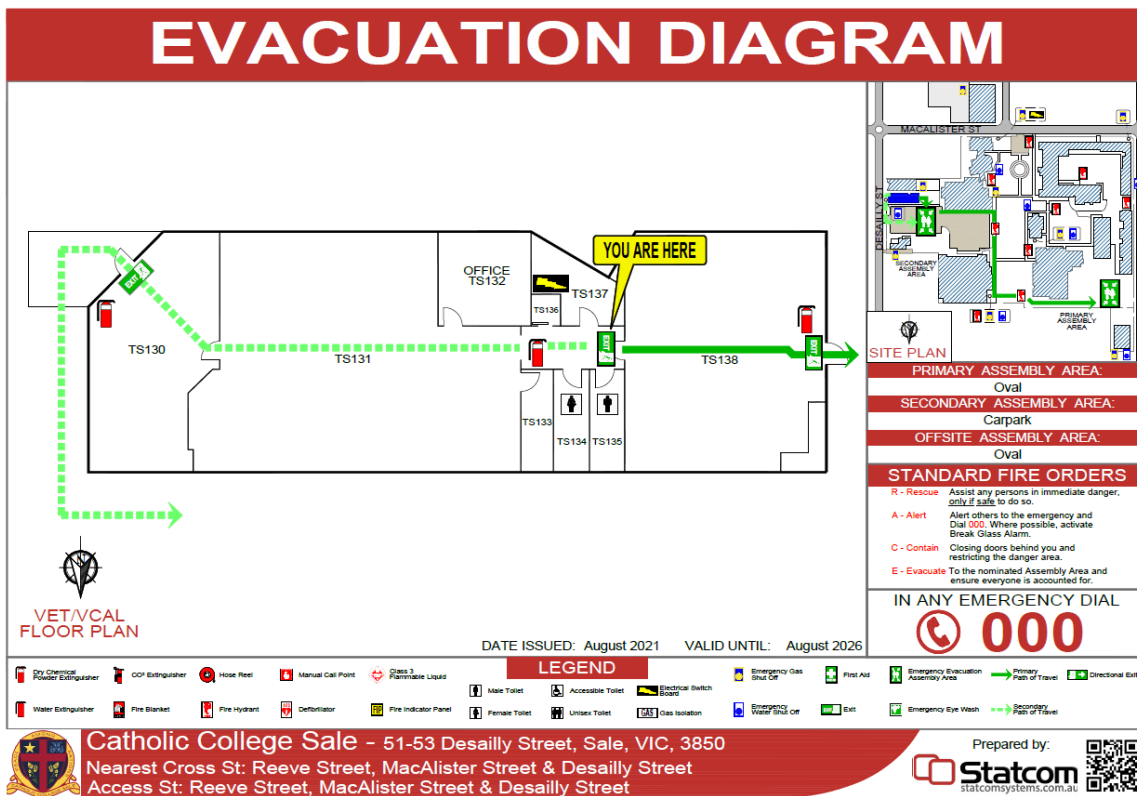 EVACUATION DIAGRAM
MACALISTER ST
DESAILLY ST
SECONDARY
ASSEMBLY
AREA
PRIMARY
ASSEMBLY
AREA
SITE PLAN
YOU ARE HERE
OFFICE
TS132
TS137
TS136
EXIT
TS130
TS131
EXIT
TS138
EXIT
TS133
TS134
TS135
VET/VCAL
FLOOR PLAN
DATE ISSUED: August 2021 VALID UNTIL: August 2026
PRIMARY ASSEMBLY AREA:
Oval
SECONDARY ASSEMBLY AREA:
Carpark
OFFSITE ASSEMBLY AREA:
Oval
STANDARD FIRE ORDERS
R - Rescue Assist any persons in immediate danger,
only if safe to do so.
A - Alert Alert others to the emergency and
Dial 000. Where possible, activate
Break Glass Alarm.
C - Contain Closing doors behind you and
restricting the danger area.
E - Evacuate To the nominated Assembly Area and
ensure everyone is accounted for.
IN ANY EMERGENCY DIAL
000
LEGEND
Dry Chemical
Powder Extinguisher
CO² Extinguisher
Hose Reel
Manual Call Point
Class 3
Flammable Liquid
Water Extinguisher
Fire Blanket
Fire Hydrant
Defibrillator
FIP Fire Indicator Panel
Male Toilet
Accessible Toilet
Electrical Switch
Board
Female Toilet
Unisex Toilet
GAS Gas Isolation
Emergency Gas
Shut Off
First Aid
Emergency Evacuation
Assembly Area
Primary
Path of Travel
Directional Exit
Emergency
Water Shut Off
Exit
Emergency Eye Wash
Secondary
Path of Travel
Catholic College Sale - 51-53 Desailly Street, Sale, VIC, 3850
Nearest Cross St: Reeve Street, MacAlister Street & Desailly Street
Access St: Reeve Street, MacAlister Street & Desailly Street
Prepared by:
Statcom
statcomsystems.com.au